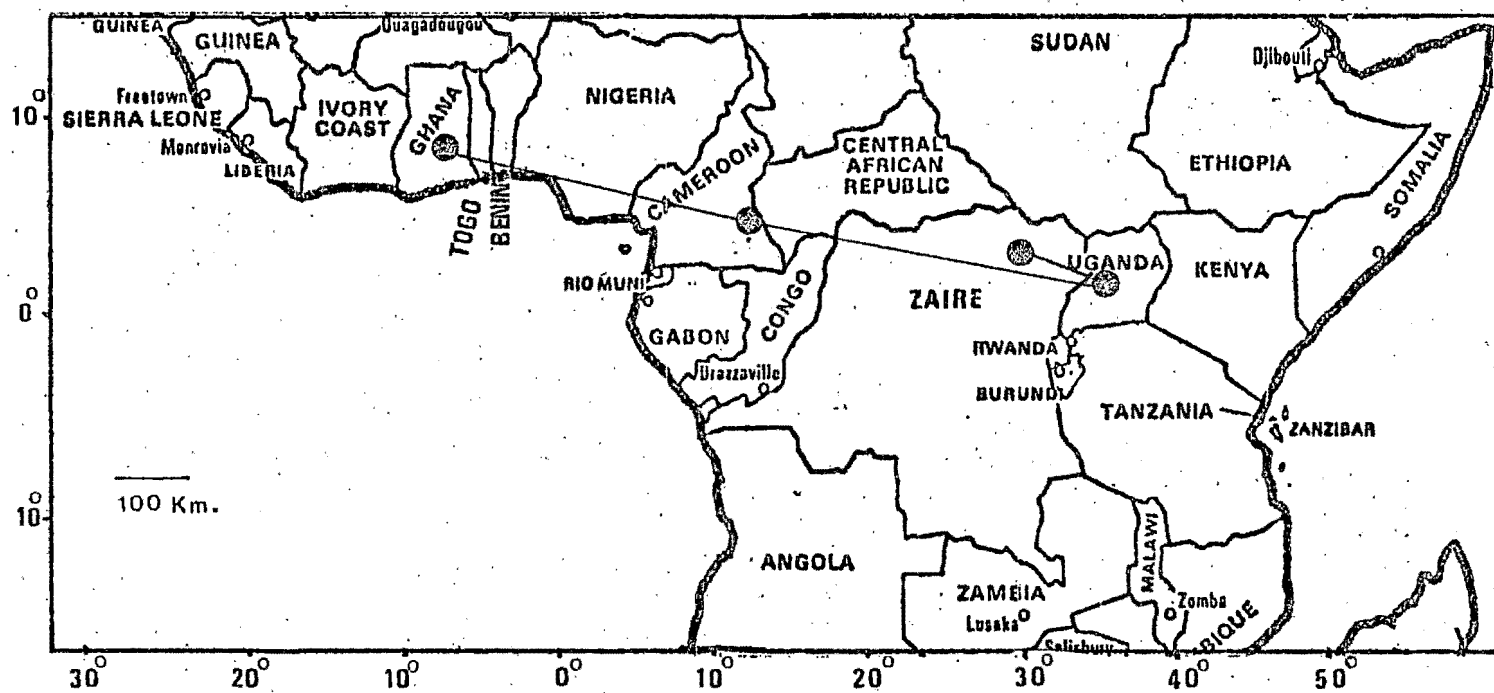 GUINEA
GUINEA
Ouagadougou
SUDAN
Djibouli
10°
Freetown
SIERRA LEONE
IVORY
COAST
GHANA
NIGERIA
Monrovia
LIBERIA
CENTRAL
AFRICAN
REPUBLIC
ETHIOPIA
SOMALIA
TOGO
BENIN
CAMEROON
UGANDA
KENYA
RIO MUNI
0°
ZAIRE
CONGO
GABON
RWANDA
Brazzaville
BURUNDI
TANZANIA
ZANZIBAR
100 Km.
10°
ANGOLA
MALAWI
ZAMBIA
Zomba
Lusaka
BIQUE
Salisbury
30°
20°
10°
0°
10°
20°
30°
40°
50°